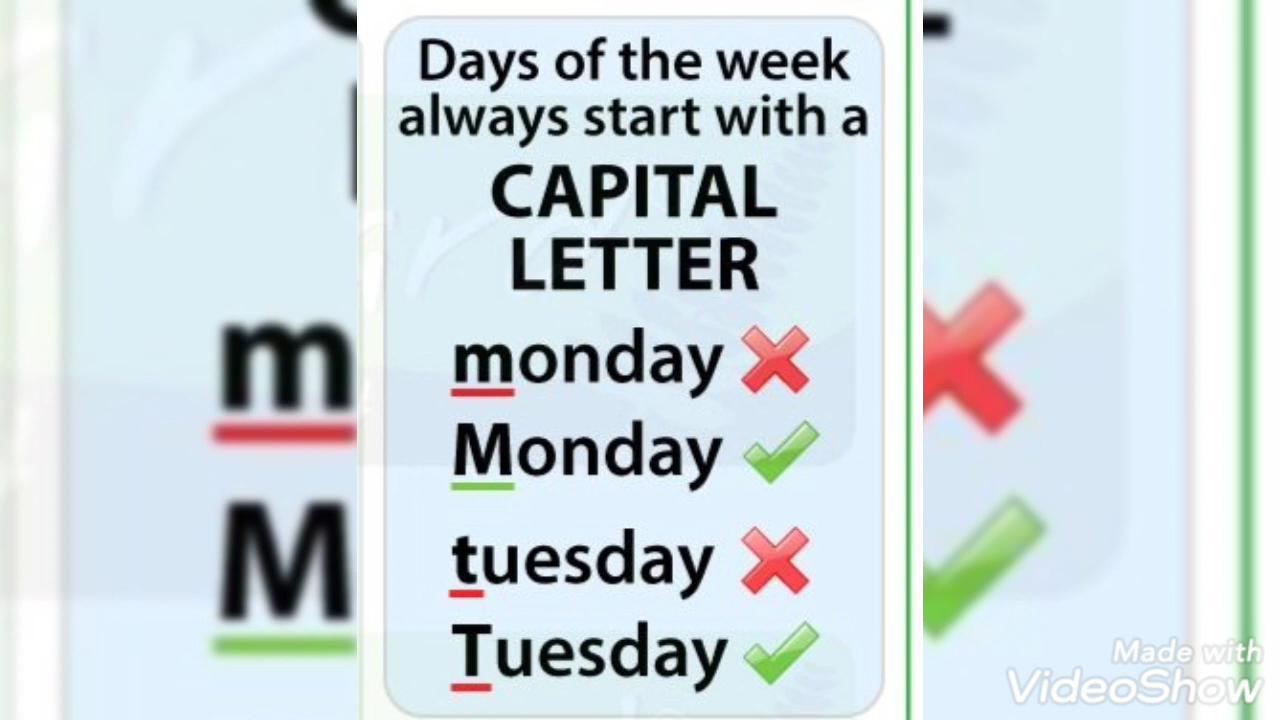 Days of the week
always start with a
CAPITAL
LETTER
monday
Monday
tuesday
Tuesday
m
M
Made with
VideoShow